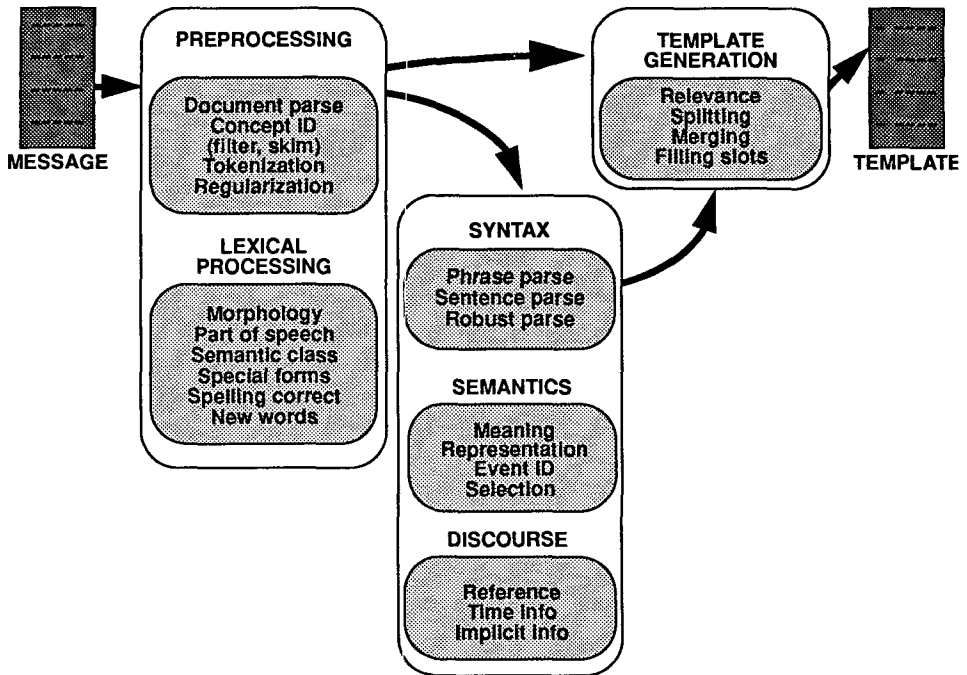 MESSAGE
PREPROCESSING
Document parse
Concept ID
(filter, skim)
Tokenization
Regularization
LEXICAL
PROCESSING
Morphology
Part of speech
Semantic class
Special forms
Spelling correct
New words
SYNTAX
Phrase parse
Sentence parse
Robust parse
SEMANTICS
Meaning
Representation
Event ID
Selection
DISCOURSE
Reference
Time info
Implicit info
TEMPLATE
GENERATION
Relevance
Splitting
Merging
Filling slots
TEMPLATE